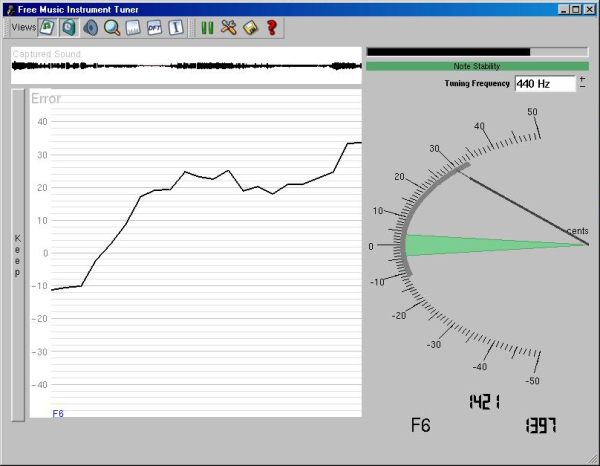 Free Music Instrument Tuner
Views
DFT
Captured Sound
Note Stability
Tuning Frequency 440 Hz + −
Error
40
30
20
10
0
-10
-20
-30
-40
F6
Keep
50
40
30
20
10
0
-10
-20
-30
-40
-50
cents
1421
F6
1397